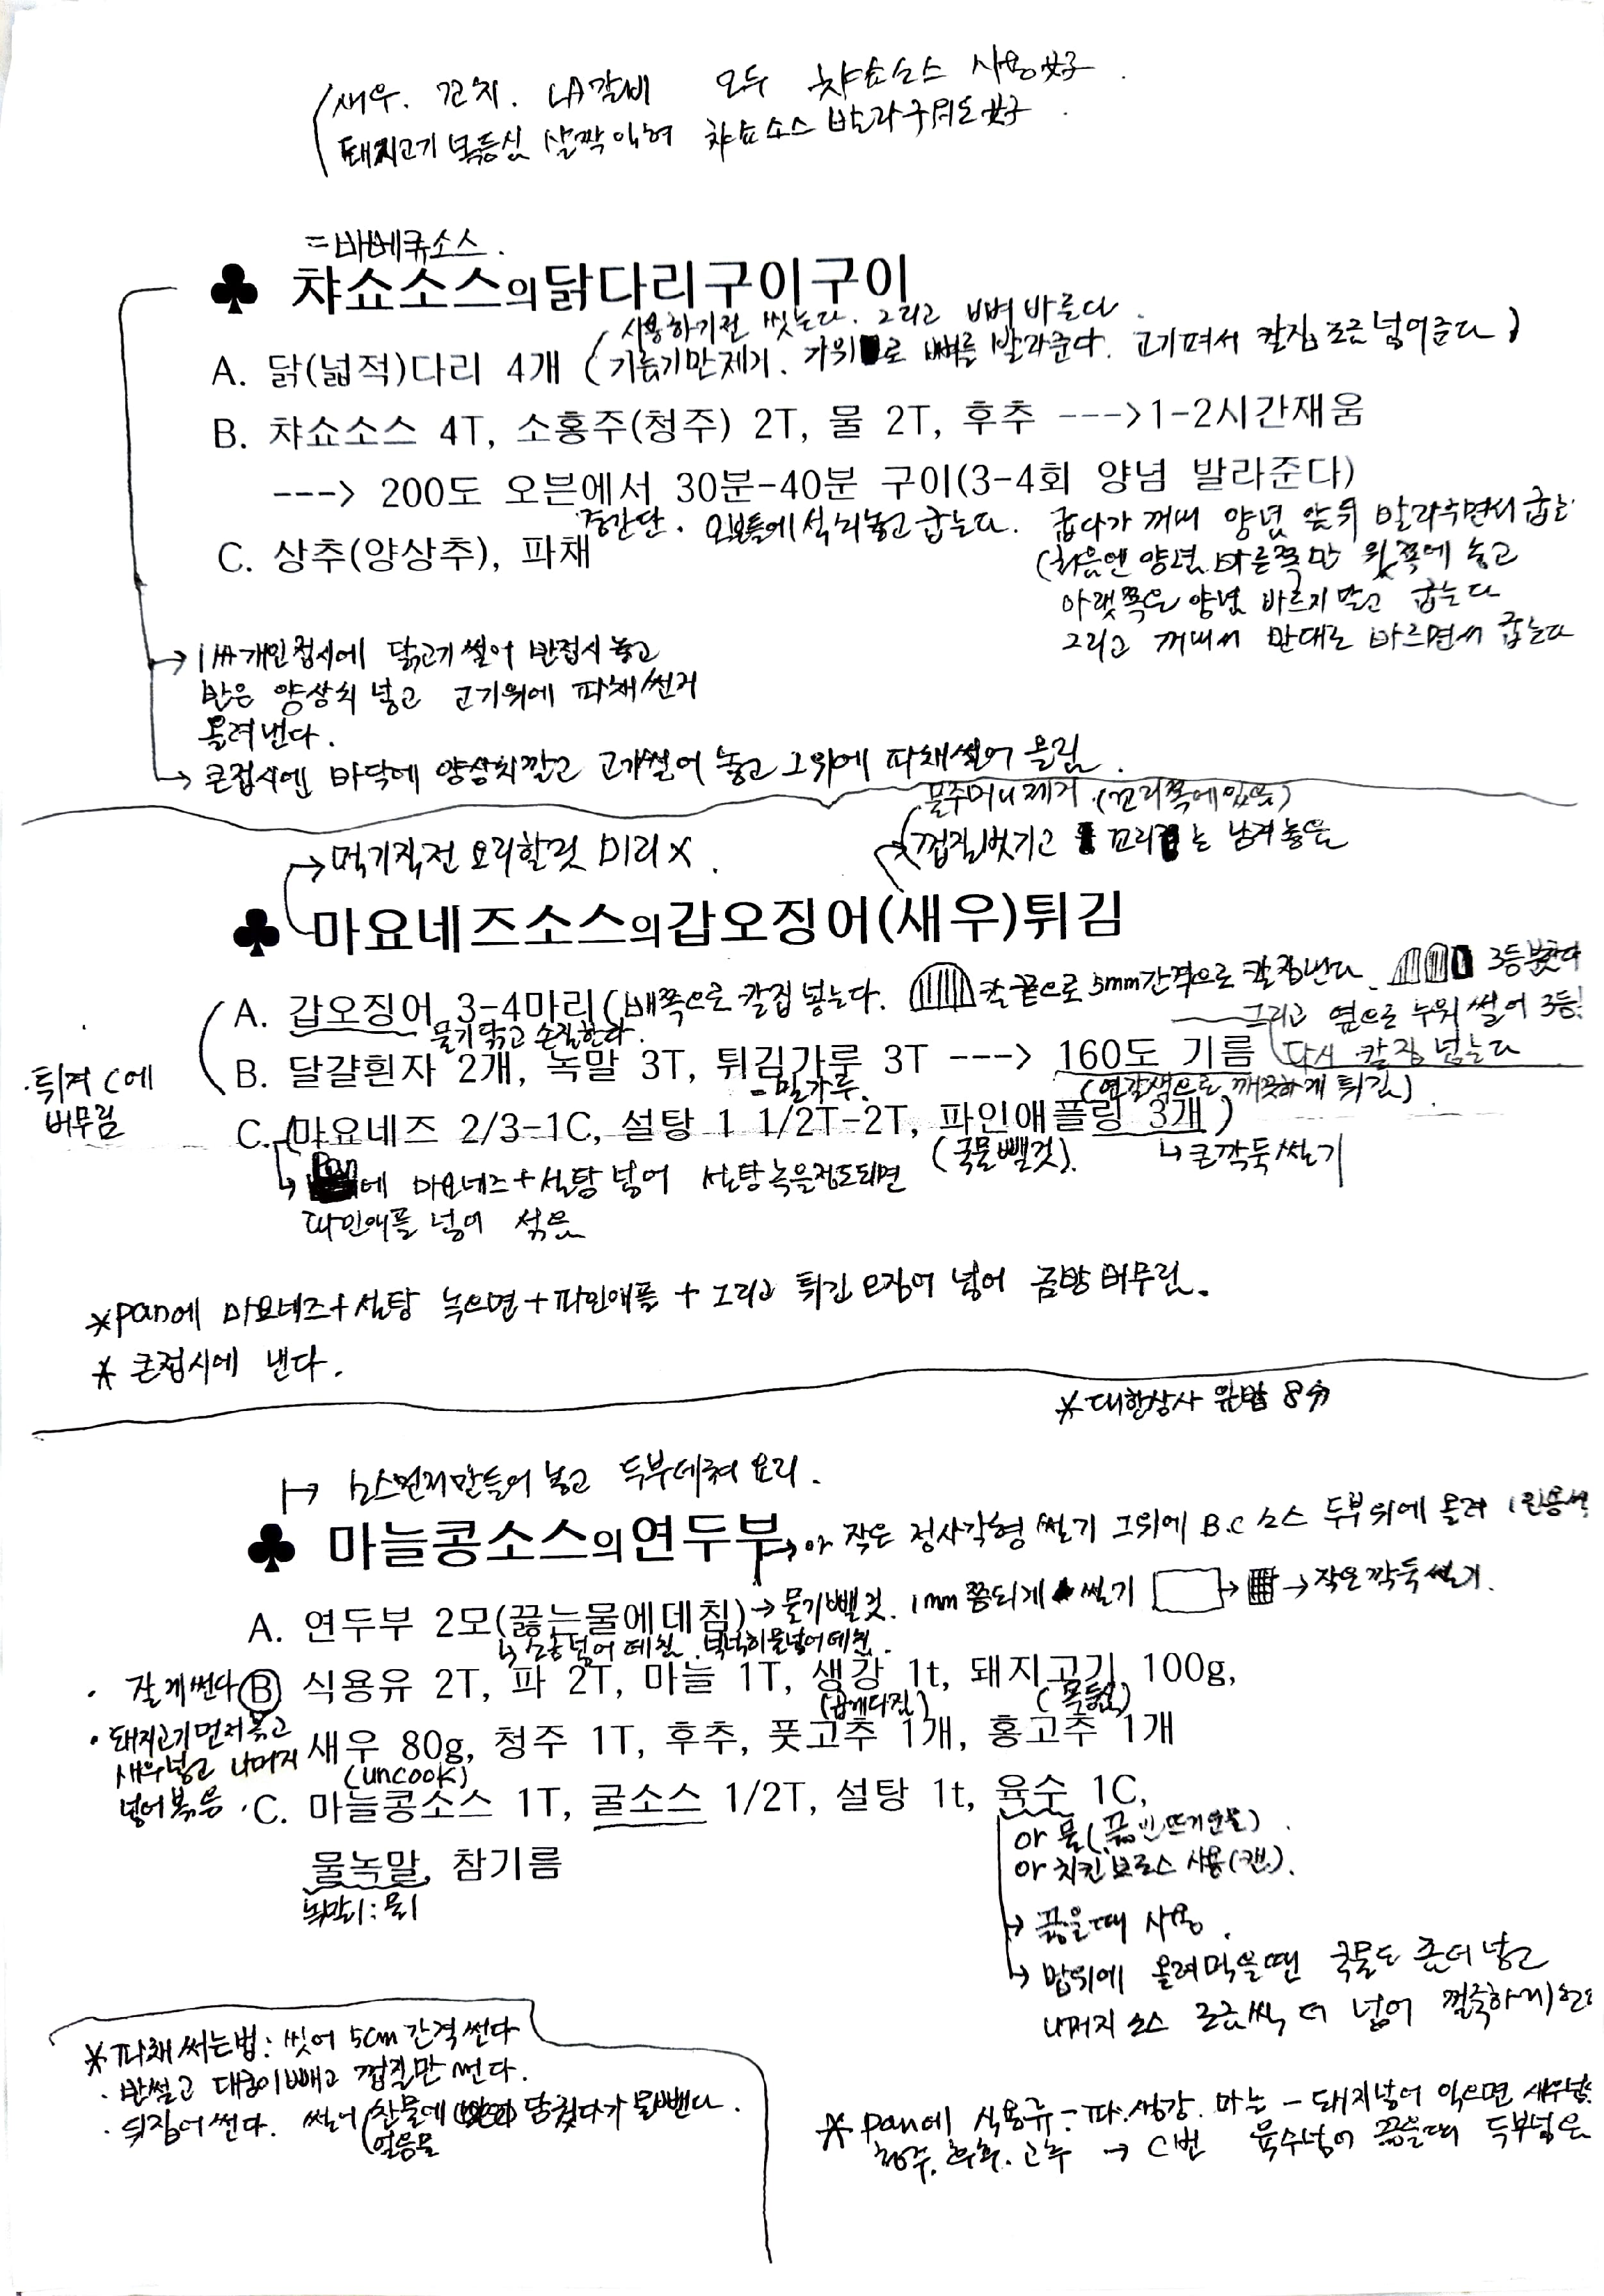 새우. 꼬치. LA갈비 모두 챠쇼소스 사용好
돼지고기 목등심 살짝익혀 챠쇼소스 발라구워도好
=바베큐소스.
♣ 챠쇼소스의닭다리구이구이
사용하기전 씻는다. 그리고 뼈 바른다.
A. 닭(넓적)다리 4개 (기름기만제거. 가위로 뼈를 발라준다. 고기펴서 칼집 조금 넣어준다)
B. 챠쇼소스 4T, 소홍주(청주) 2T, 물 2T, 후추 ---->1-2시간재움
---> 200도 오븐에서 30분-40분 구이(3-4회 양념 발라준다)
오븐틀에 석쇠놓고 굽는다. 굽다가 꺼내 양념 앞뒤 발라주면서 굽는
C. 상추(양상추), 파채
(처음엔 양념 바른쪽만 윗쪽에 놓고
아랫쪽은 양념 바르지말고 굽는다
그리고 꺼내서 반대로 바르면서 굽는다
→ 1人개인접시에 닭고기썰어 반접시 놓고
반은 양상치 넣고 고기위에 파채썬거
올려낸다.
→ 큰접시엔 바닥에 양상치깔고 고기썰어 놓고 그위에 파채썰어 올림.
물주머니제거 (꼬리쪽에있음)
→ 먹기직전 요리할것 미리 X.
껍질벗기고 꼬리는 남겨놓음
♣ 마요네즈소스의갑오징어(새우)튀김
A. 갑오징어 3-4마리(배쪽으로 칼집 넣는다. 칼끝으로 5mm간격으로 칼집낸다. 3등분한다
물기닦고 손질한다.
그리고 옆으로 누워 썰어 3등!
다시 칼집 넣는다
B. 달걀흰자 2개, 녹말 3T, 튀김가루 3T ---> 160도 기름
=밀가루.
(연갈색으로 깨끗하게 튀김).
·튀겨 C에
버무림
C. (마요네즈 2/3-1C, 설탕 1 1/2T-2T, 파인애플링 3개)
(국물뺄것).
↳ 큰깍둑썰기
↳ Pan에 마요네즈+설탕 넣어 설탕녹을정도되면
파인애플 넣어 섞음
*pan에 마요네즈+설탕 녹으면+파인애플 + 그리고 튀긴 오징어 넣어 금방 버무림.
* 큰접시에 낸다.
* 대한상사
→ 소스먼저만들어 놓고 두부데쳐 요리.
♣ 마늘콩소스의연두부 → or 작은 정사각형썰기 그위에 B.C 소스 두부위에 올려
A. 연두부 2모(끓는물에데침) → 물기뺄것. 1mm쯤되게 썰기 → → 작은깍둑썰기.
↳ 소금넣어 데침. 넉넉히물넣어데침.
· 잘게썬다 Ⓑ 식용유 2T, 파 2T, 마늘 1T, 생강 1t, 돼지고기 100g,
(곱게다짐)
(목등심)
· 돼지고기먼저볶고
새우넣고 나머지
넣어볶음.
새우 80g, 청주 1T, 후추, 풋고추 1개, 홍고추 1개
(uncook)
C. 마늘콩소스 1T, 굴소스 1/2T, 설탕 1t, 육수 1C,
or 물(끓인 뜨거운물).
or 치킨브로스 사용(캔).
물녹말, 참기름
녹말1:물1
→ 끓을때 사용.
→ 밥위에 올려먹을땐 국물도 좀더 넣고
나머지 소스 조금씩 더 넣어 껄죽하게
*파채써는법: 씻어 5cm 간격썬다
· 반썰고 대궁이빼고 껍질만 썬다.
· 뒤집어썬다. 썰어 찬물에 담궜다가 물뺀다.
얼음물
* pan에 식용유-파.생강.마늘-돼지넣어 익으면 새우넣
청주. 후추. 고추 → C번 육수넣어 끓을때 두부넣음